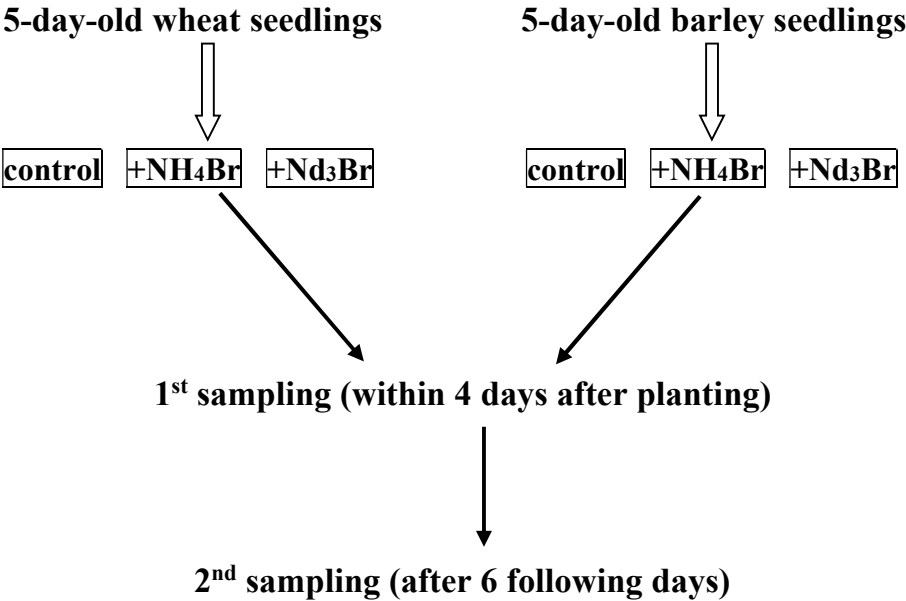 5-day-old wheat seedlings 5-day-old barley seedlings
control +NH₄Br +Nd₃Br control +NH₄Br +Nd₃Br
1ˢᵗ sampling (within 4 days after planting)
2ⁿᵈ sampling (after 6 following days)